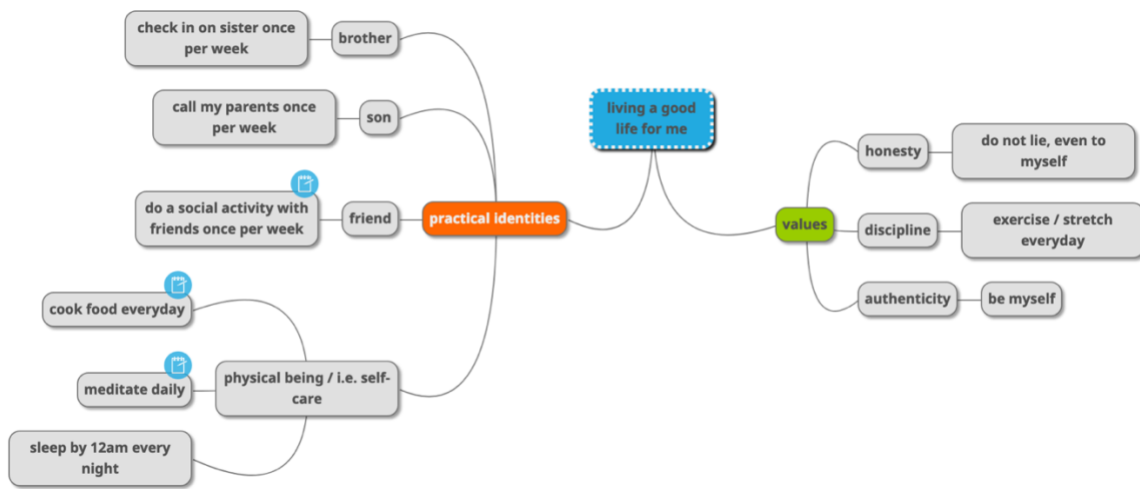 living a good
life for me
practical identities
brother
check in on sister once
per week
son
call my parents once
per week
friend
do a social activity with
friends once per week
physical being / i.e. self-
care
cook food everyday
meditate daily
sleep by 12am every
night
values
honesty
do not lie, even to
myself
discipline
exercise / stretch
everyday
authenticity
be myself